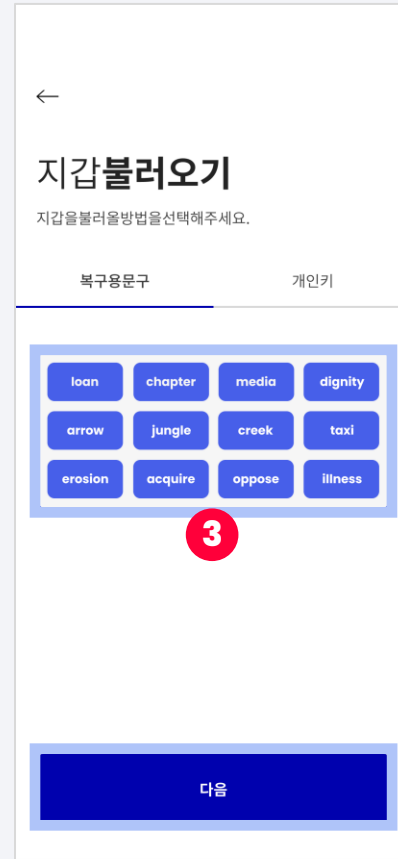 지갑불러오기
지갑을불러올방법을선택해주세요.
복구용문구 개인키
loan chapter media dignity
arrow jungle creek taxi
erosion acquire oppose illness
3
다음